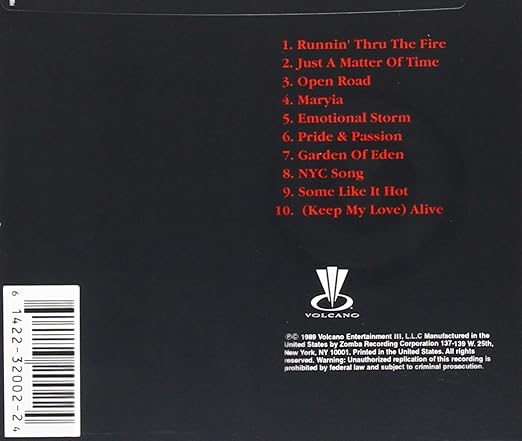 1. Runnin' Thru The Fire
2. Just A Matter Of Time
3. Open Road
4. Maryia
5. Emotional Storm
6. Pride & Passion
7. Garden Of Eden
8. NYC Song
9. Some Like It Hot
10. (Keep My Love) Alive
VOLCANO
℗© 1989 Volcano Entertainment III, L.L.C Manufactured in the
United States by Zomba Recording Corporation 137-139 W. 25th,
New York, NY 10001. Printed in the United States. All rights
reserved. Warning: Unauthorized replication of this recording is
prohibited by federal law and subject to criminal prosecution.
6 1422-32002-2 4